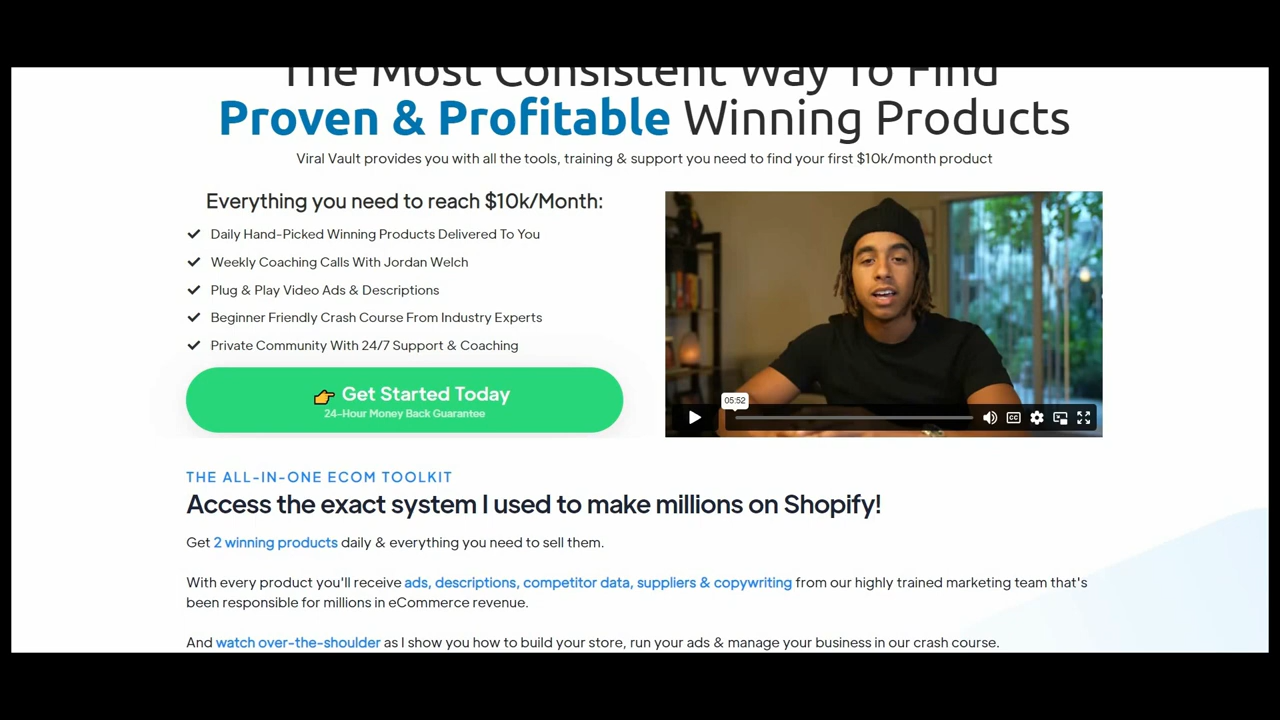 The Most Consistent Way To Find
Proven & Profitable Winning Products
Viral Vault provides you with all the tools, training & support you need to find your first $10k/month product
Everything you need to reach $10k/Month:
Daily Hand-Picked Winning Products Delivered To You
Weekly Coaching Calls With Jordan Welch
Plug & Play Video Ads & Descriptions
Beginner Friendly Crash Course From Industry Experts
Private Community With 24/7 Support & Coaching
👉 Get Started Today
24-Hour Money Back Guarantee
05:52
CC
THE ALL-IN-ONE ECOM TOOLKIT
Access the exact system I used to make millions on Shopify!
Get 2 winning products daily & everything you need to sell them.
With every product you'll receive ads, descriptions, competitor data, suppliers & copywriting from our highly trained marketing team that's
been responsible for millions in eCommerce revenue.
And watch over-the-shoulder as I show you how to build your store, run your ads & manage your business in our crash course.